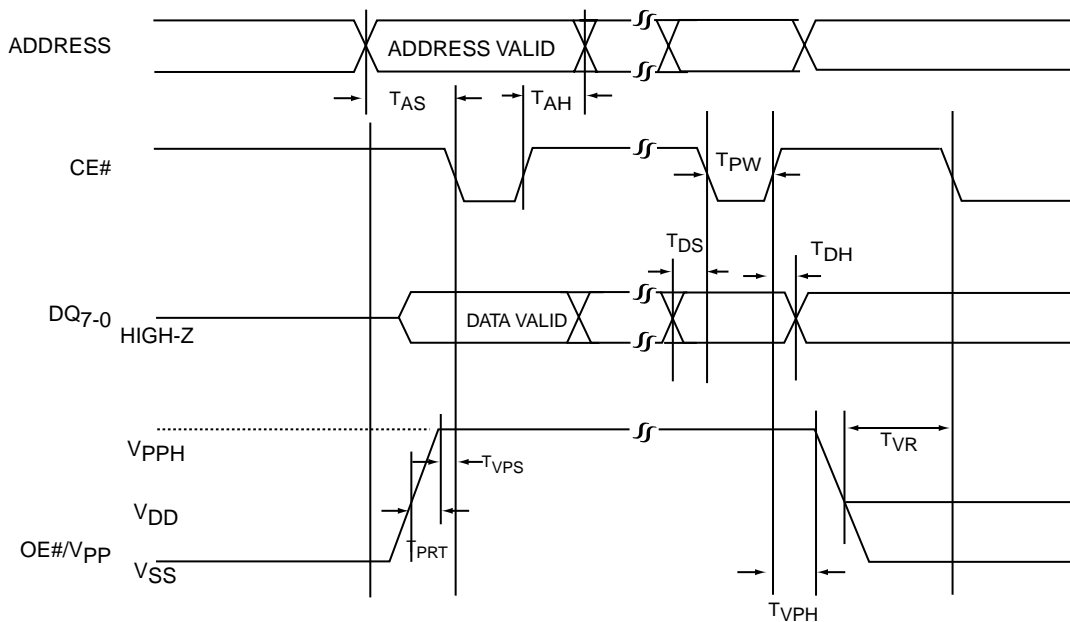 ADDRESS
ADDRESS VALID
TAS
TAH
CE#
TPW
TDS
TDH
DQ7-0
HIGH-Z
DATA VALID
VPPH
TVPS
TVR
VDD
OE#/VPP
TPRT
VSS
TVPH